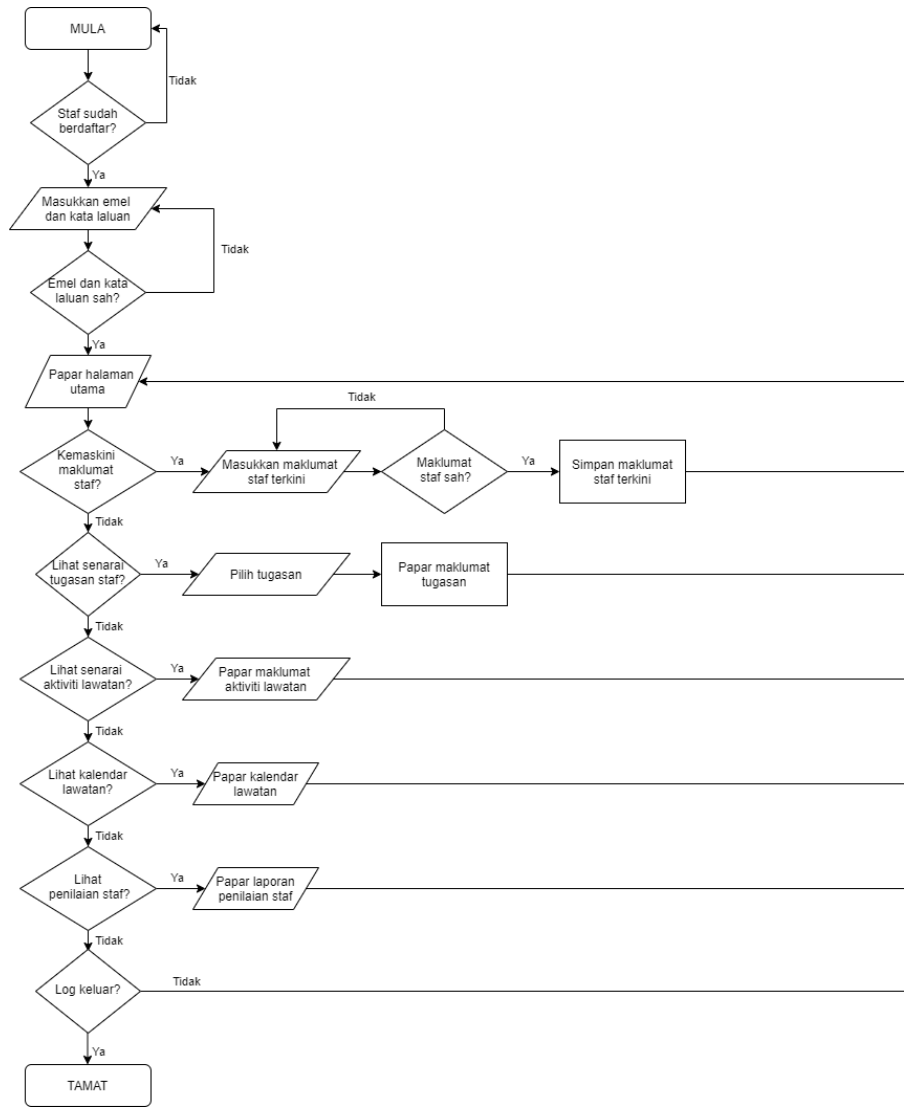 MULA
Tidak
Staf sudah
berdaftar?
Ya
Masukkan emel
dan kata laluan
Tidak
Emel dan kata
laluan sah?
Ya
Papar halaman
utama
Tidak
Kemaskini
maklumat
staf?
Ya
Masukkan maklumat
staf terkini
Maklumat
staf sah?
Ya
Simpan maklumat
staf terkini
Tidak
Lihat senarai
tugasan staf?
Ya
Pilih tugasan
Papar maklumat
tugasan
Tidak
Lihat senarai
aktiviti lawatan?
Ya
Papar maklumat
aktiviti lawatan
Tidak
Lihat kalendar
lawatan?
Ya
Papar kalendar
lawatan
Tidak
Lihat
penilaian staf?
Ya
Papar laporan
penilaian staf
Tidak
Log keluar?
Tidak
Ya
TAMAT